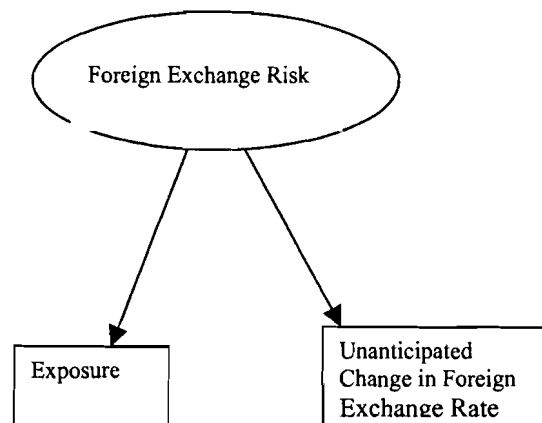 Foreign Exchange Risk
Exposure
Unanticipated
Change in Foreign
Exchange Rate